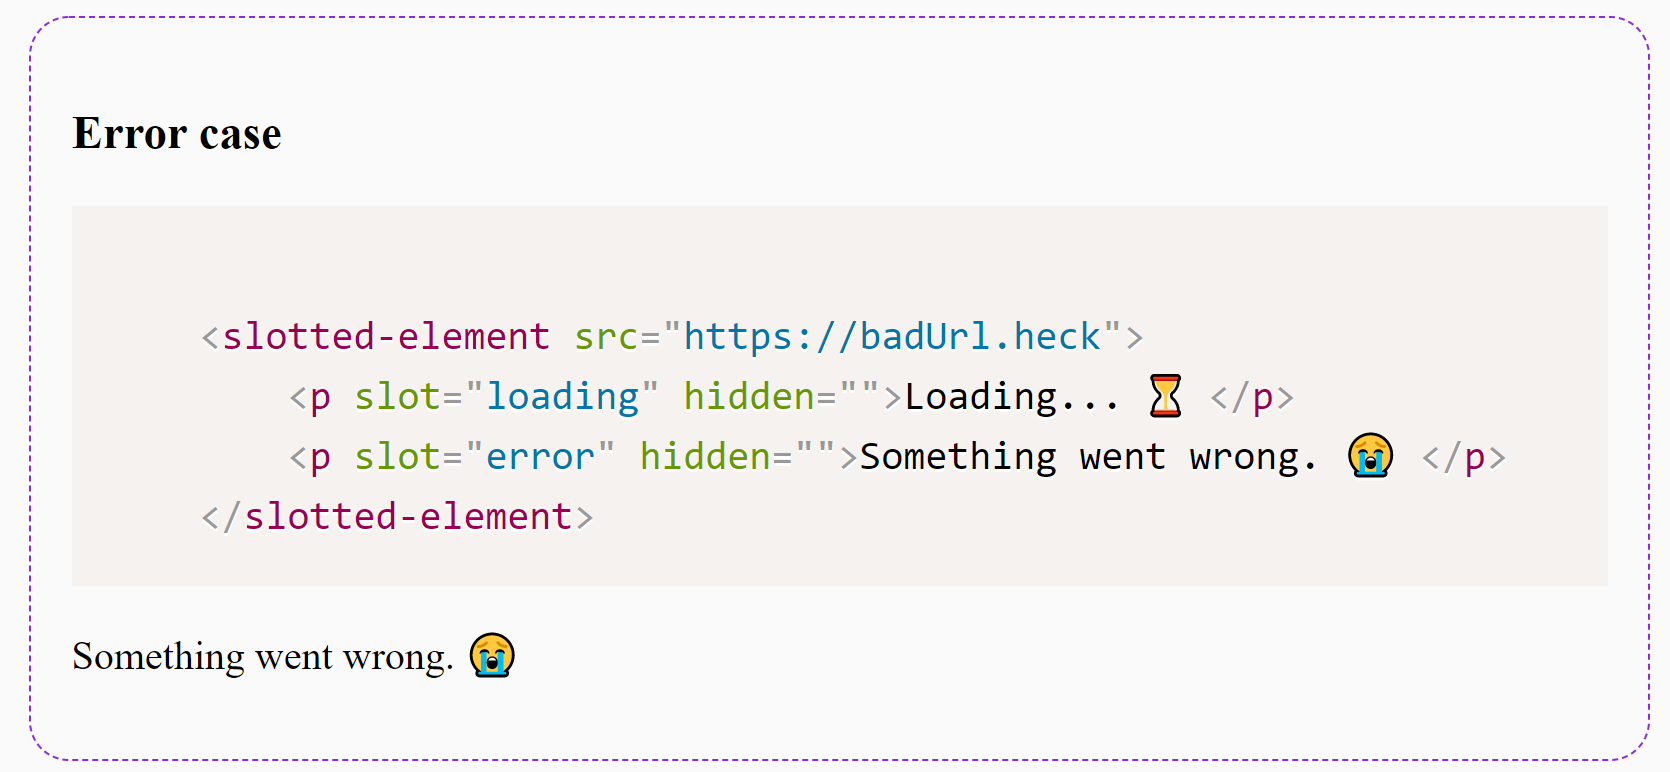 Error case
<slotted-element src="https://badUrl.heck">
<p slot="loading" hidden="">Loading... ⏳ </p>
<p slot="error" hidden="">Something went wrong. 😭 </p>
</slotted-element>
Something went wrong. 😭